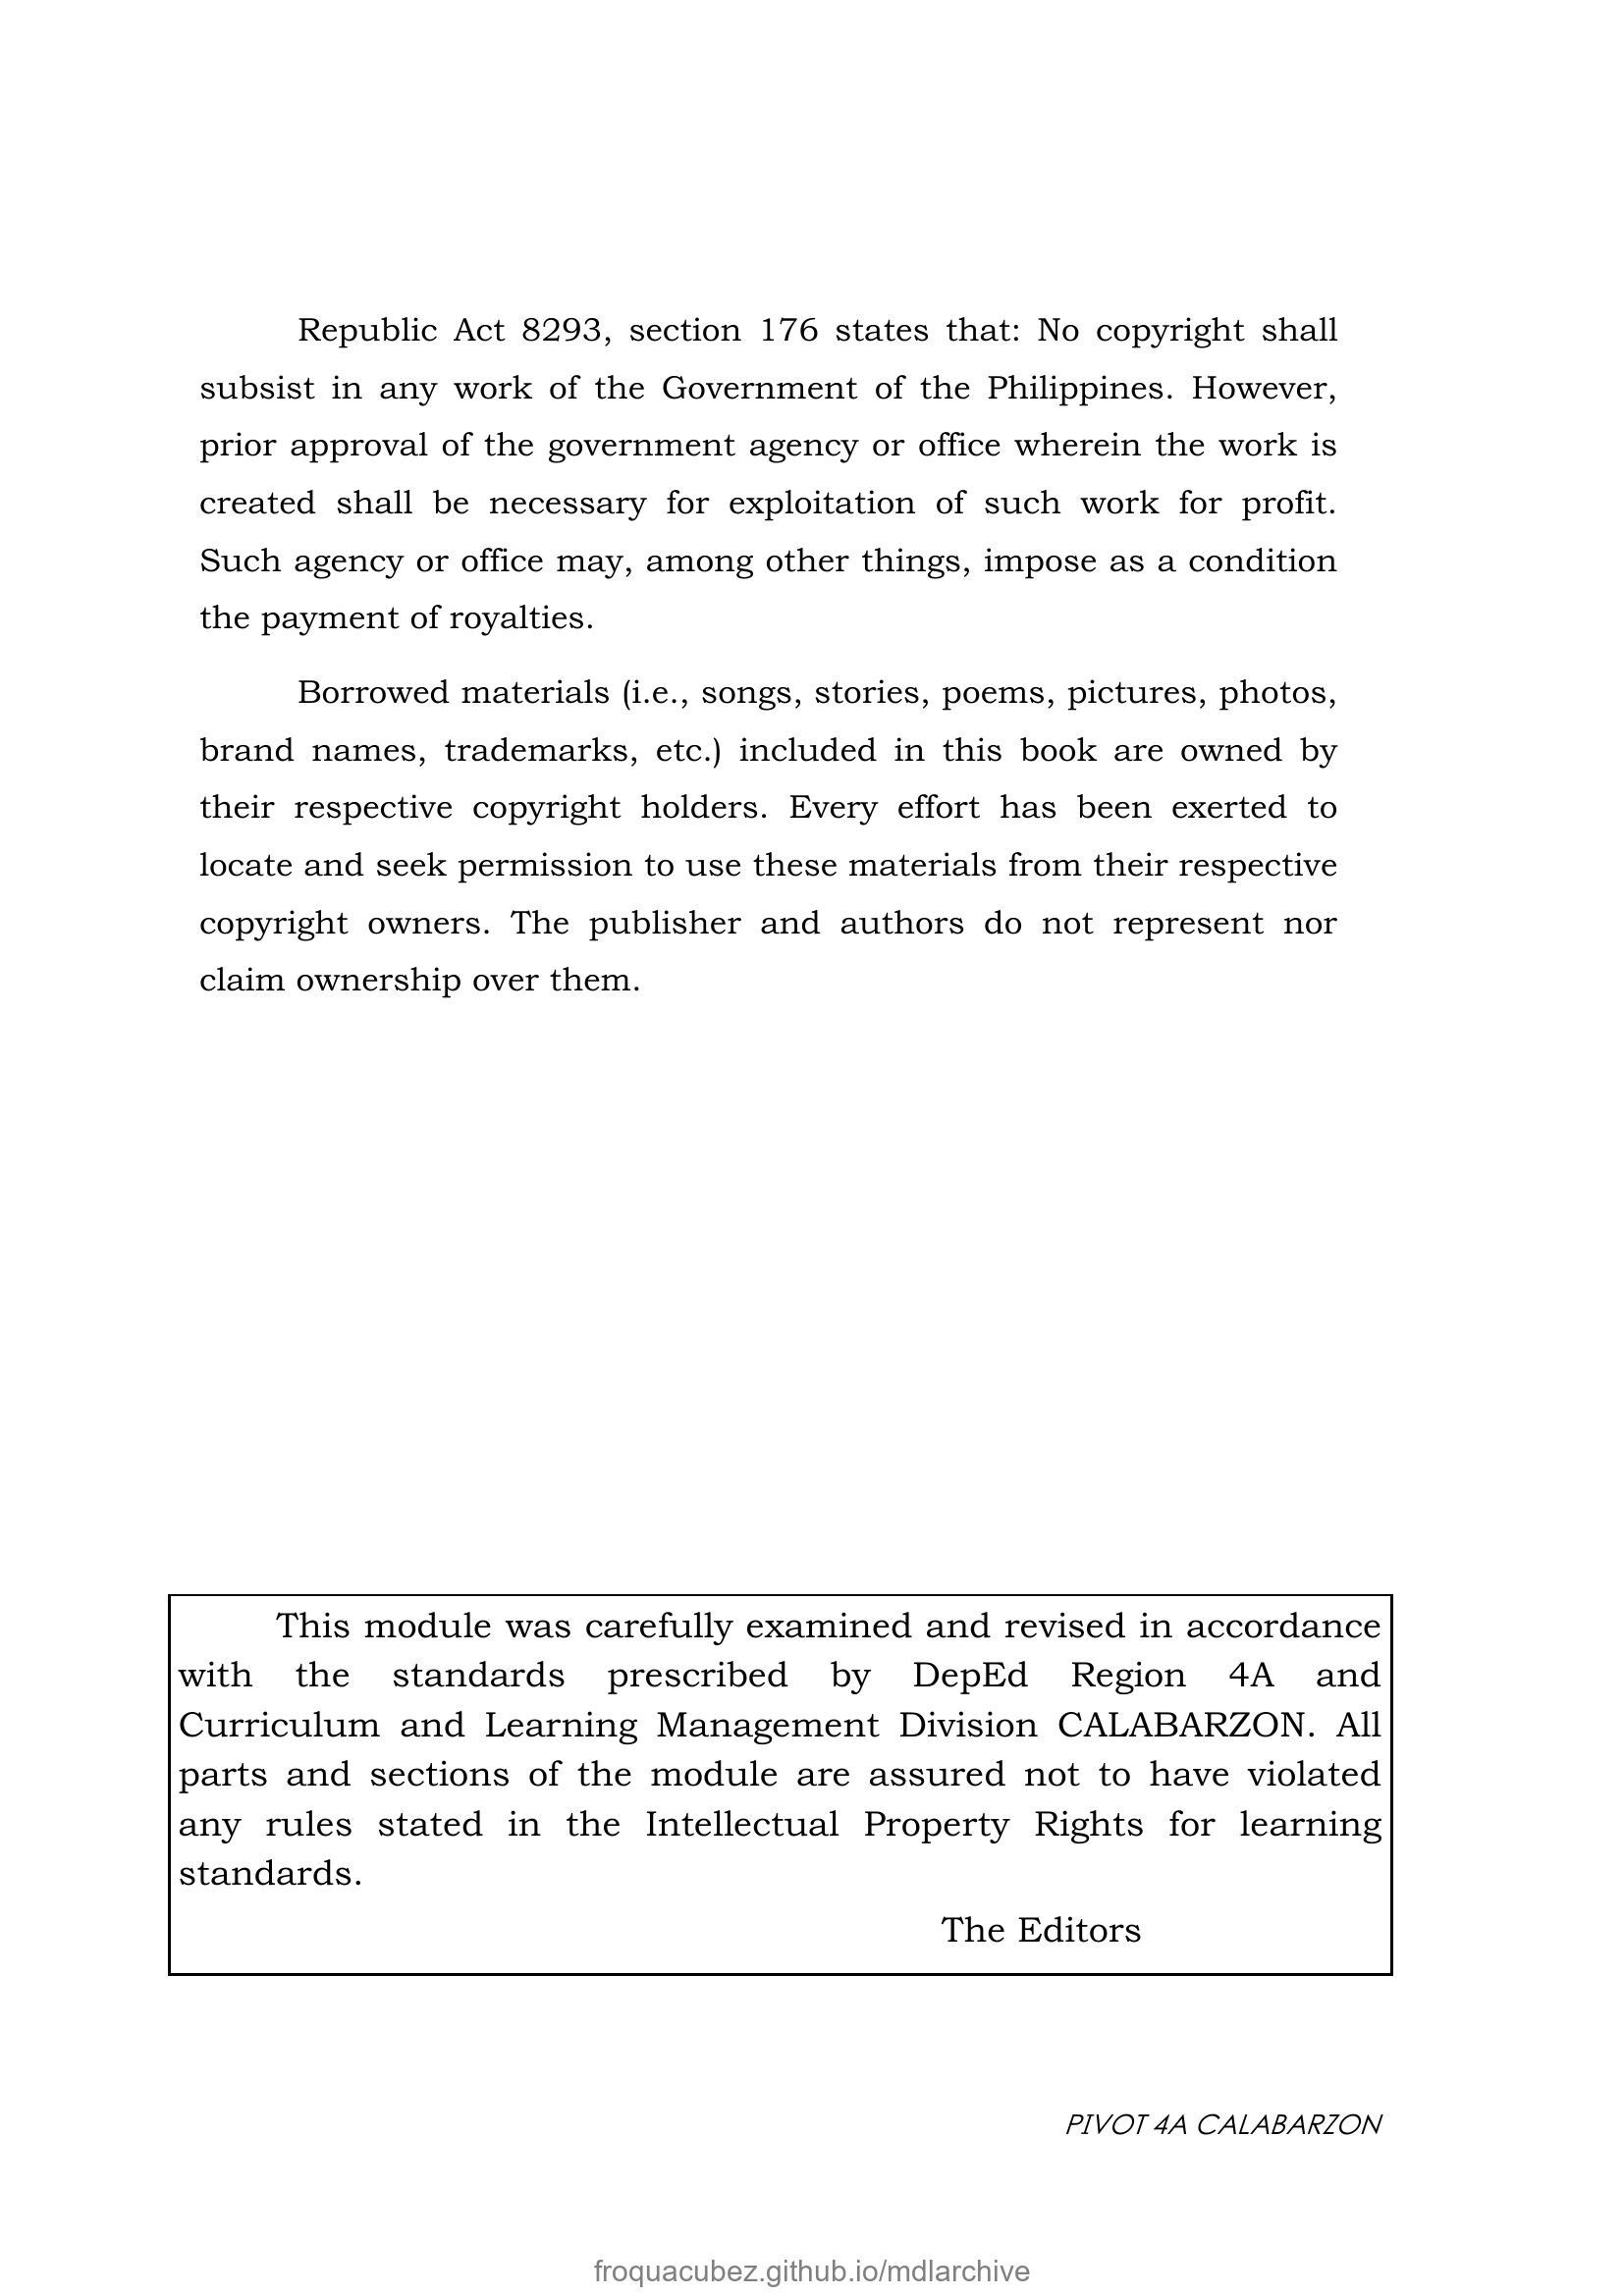 Republic Act 8293, section 176 states that: No copyright shall
subsist in any work of the Government of the Philippines. However,
prior approval of the government agency or office wherein the work is
created shall be necessary for exploitation of such work for profit.
Such agency or office may, among other things, impose as a condition
the payment of royalties.
Borrowed materials (i.e., songs, stories, poems, pictures, photos,
brand names, trademarks, etc.) included in this book are owned by
their respective copyright holders. Every effort has been exerted to
locate and seek permission to use these materials from their respective
copyright owners. The publisher and authors do not represent nor
claim ownership over them.
This module was carefully examined and revised in accordance
with the standards prescribed by DepEd Region 4A and
Curriculum and Learning Management Division CALABARZON. All
parts and sections of the module are assured not to have violated
any rules stated in the Intellectual Property Rights for learning
standards.
The Editors
PIVOT 4A CALABARZON
froquacubez.github.io/mdlarchive